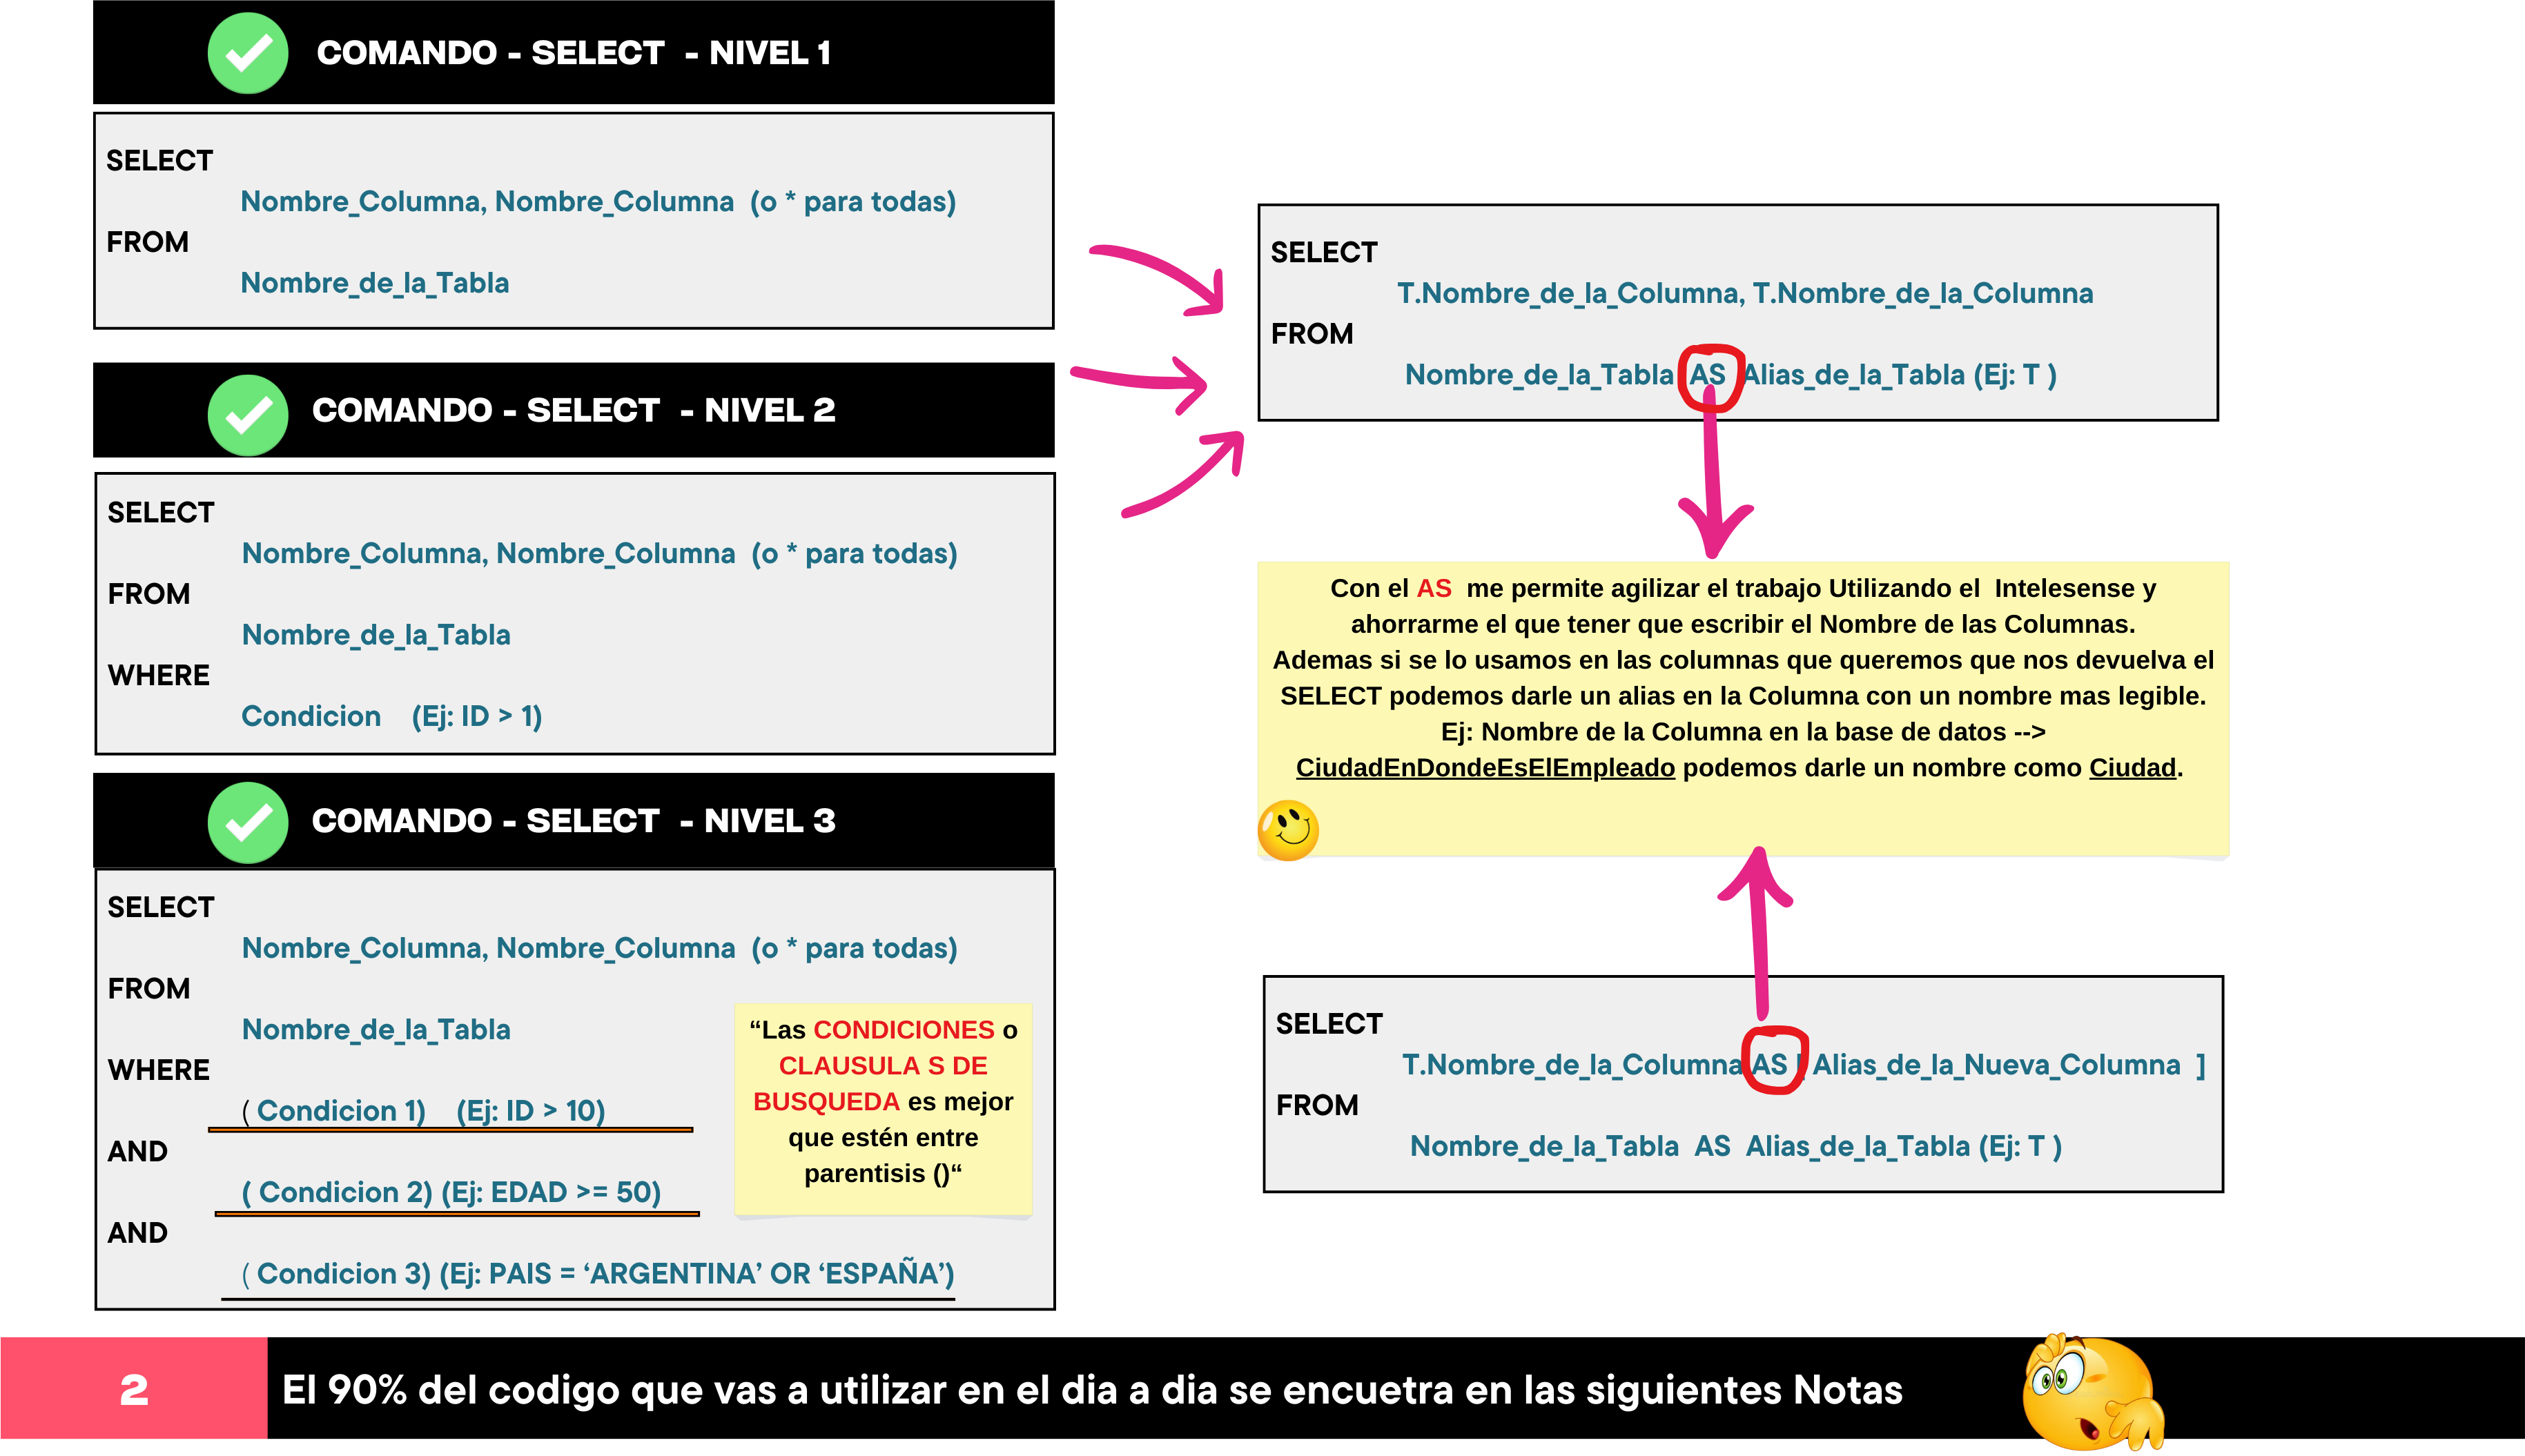 COMANDO - SELECT - NIVEL 1
SELECT
Nombre_Columna, Nombre_Columna (o * para todas)
FROM
Nombre_de_la_Tabla
COMANDO - SELECT - NIVEL 2
SELECT
Nombre_Columna, Nombre_Columna (o * para todas)
FROM
Nombre_de_la_Tabla
WHERE
Condicion (Ej: ID > 1)
COMANDO - SELECT - NIVEL 3
SELECT
Nombre_Columna, Nombre_Columna (o * para todas)
FROM
Nombre_de_la_Tabla
WHERE
( Condicion 1) (Ej: ID > 10)
AND
( Condicion 2) (Ej: EDAD >= 50)
AND
( Condicion 3) (Ej: PAIS = ‘ARGENTINA’ OR ‘ESPAÑA’)
“Las CONDICIONES o
CLAUSULA S DE
BUSQUEDA es mejor
que estén entre
parentisis ()“
SELECT
T.Nombre_de_la_Columna, T.Nombre_de_la_Columna
FROM
Nombre_de_la_Tabla AS Alias_de_la_Tabla (Ej: T )
Con el AS me permite agilizar el trabajo Utilizando el Intelesense y
ahorrarme el que tener que escribir el Nombre de las Columnas.
Ademas si se lo usamos en las columnas que queremos que nos devuelva el
SELECT podemos darle un alias en la Columna con un nombre mas legible.
Ej: Nombre de la Columna en la base de datos -->
CiudadEnDondeEsElEmpleado podemos darle un nombre como Ciudad.
SELECT
T.Nombre_de_la_Columna AS [ Alias_de_la_Nueva_Columna ]
FROM
Nombre_de_la_Tabla AS Alias_de_la_Tabla (Ej: T )
2
El 90% del codigo que vas a utilizar en el dia a dia se encuetra en las siguientes Notas